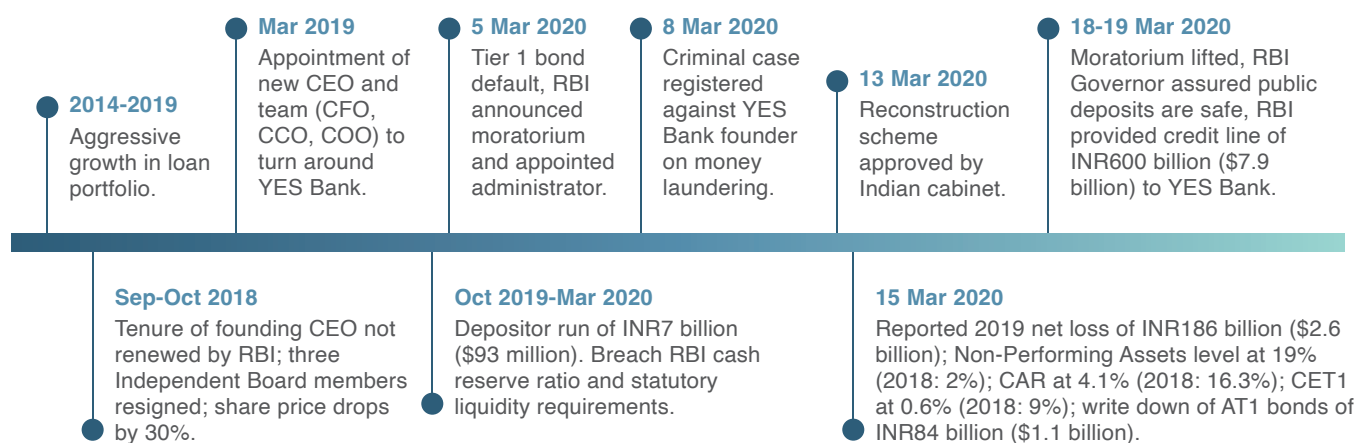 2014-2019
Aggressive
growth in loan
portfolio.
Mar 2019
Appointment of
new CEO and
team (CFO,
CCO, COO) to
turn around
YES Bank.
5 Mar 2020
Tier 1 bond
default, RBI
announced
moratorium
and appointed
administrator.
8 Mar 2020
Criminal case
registered
against YES
Bank founder
on money
laundering.
13 Mar 2020
Reconstruction
scheme
approved by
Indian cabinet.
18-19 Mar 2020
Moratorium lifted, RBI
Governor assured public
deposits are safe, RBI
provided credit line of
INR600 billion ($7.9
billion) to YES Bank.
Sep-Oct 2018
Tenure of founding CEO not
renewed by RBI; three
Independent Board members
resigned; share price drops
by 30%.
Oct 2019-Mar 2020
Depositor run of INR7 billion
($93 million). Breach RBI cash
reserve ratio and statutory
liquidity requirements.
15 Mar 2020
Reported 2019 net loss of INR186 billion ($2.6
billion); Non-Performing Assets level at 19%
(2018: 2%); CAR at 4.1% (2018: 16.3%); CET1
at 0.6% (2018: 9%); write down of AT1 bonds of
INR84 billion ($1.1 billion).